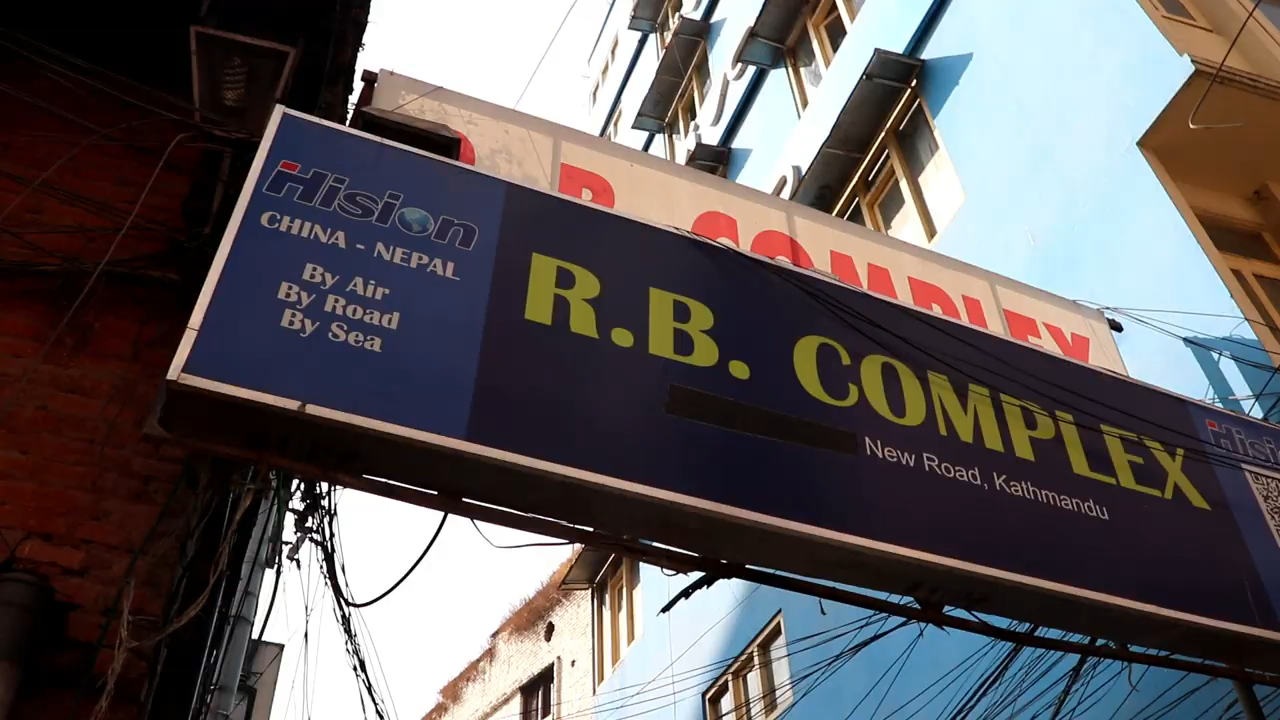 Hision
CHINA - NEPAL
By Air
By Road
By Sea
R.B. COMPLEX
New Road, Kathmandu
B. COMPLEX